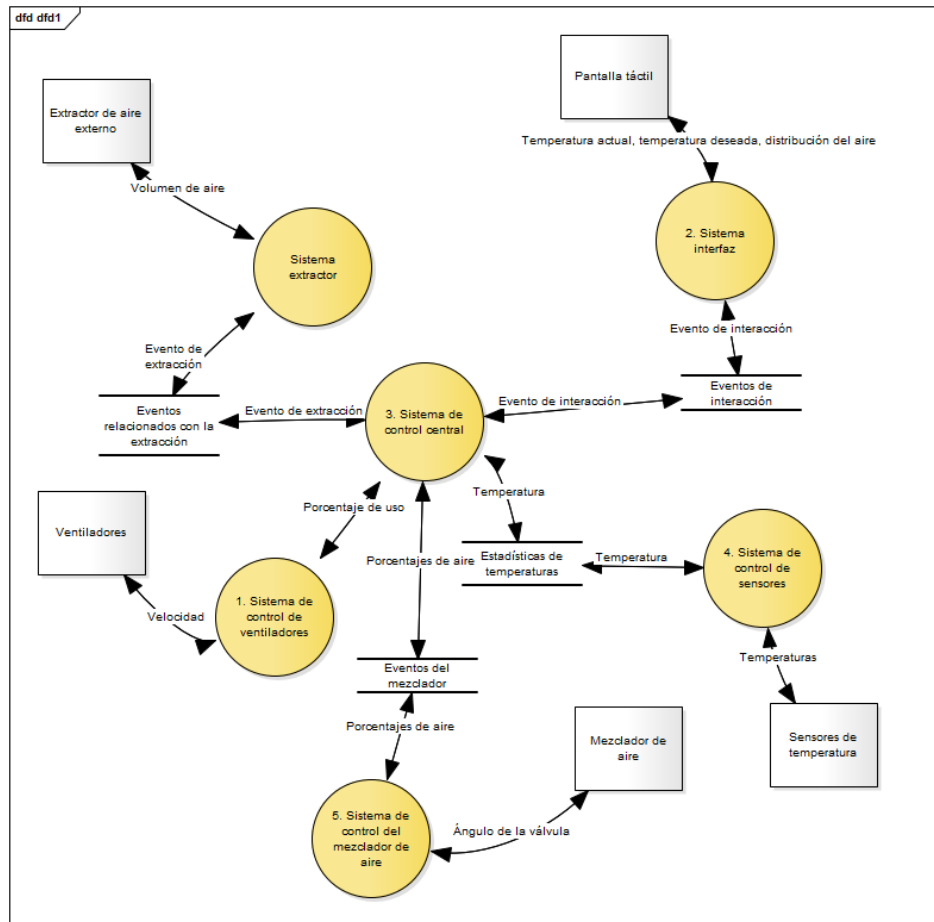 dfd dfd1
Pantalla táctil
Extractor de aire
externo
Temperatura actual, temperatura deseada, distribución del aire
Volumen de aire
2. Sistema
interfaz
Sistema
extractor
Evento de interacción
Evento de
extracción
Eventos de
interacción
Evento de interacción
3. Sistema de
control central
Evento de extracción
Eventos
relacionados con la
extracción
Temperatura
Porcentaje de uso
Ventiladores
Estadísticas de
temperaturas
Temperatura
4. Sistema de
control de
sensores
Porcentajes de aire
1. Sistema de
control de
ventiladores
Velocidad
Temperaturas
Eventos del
mezclador
Porcentajes de aire
Mezclador de
aire
Sensores de
temperatura
5. Sistema de
control del
mezclador de
aire
Ángulo de la válvula